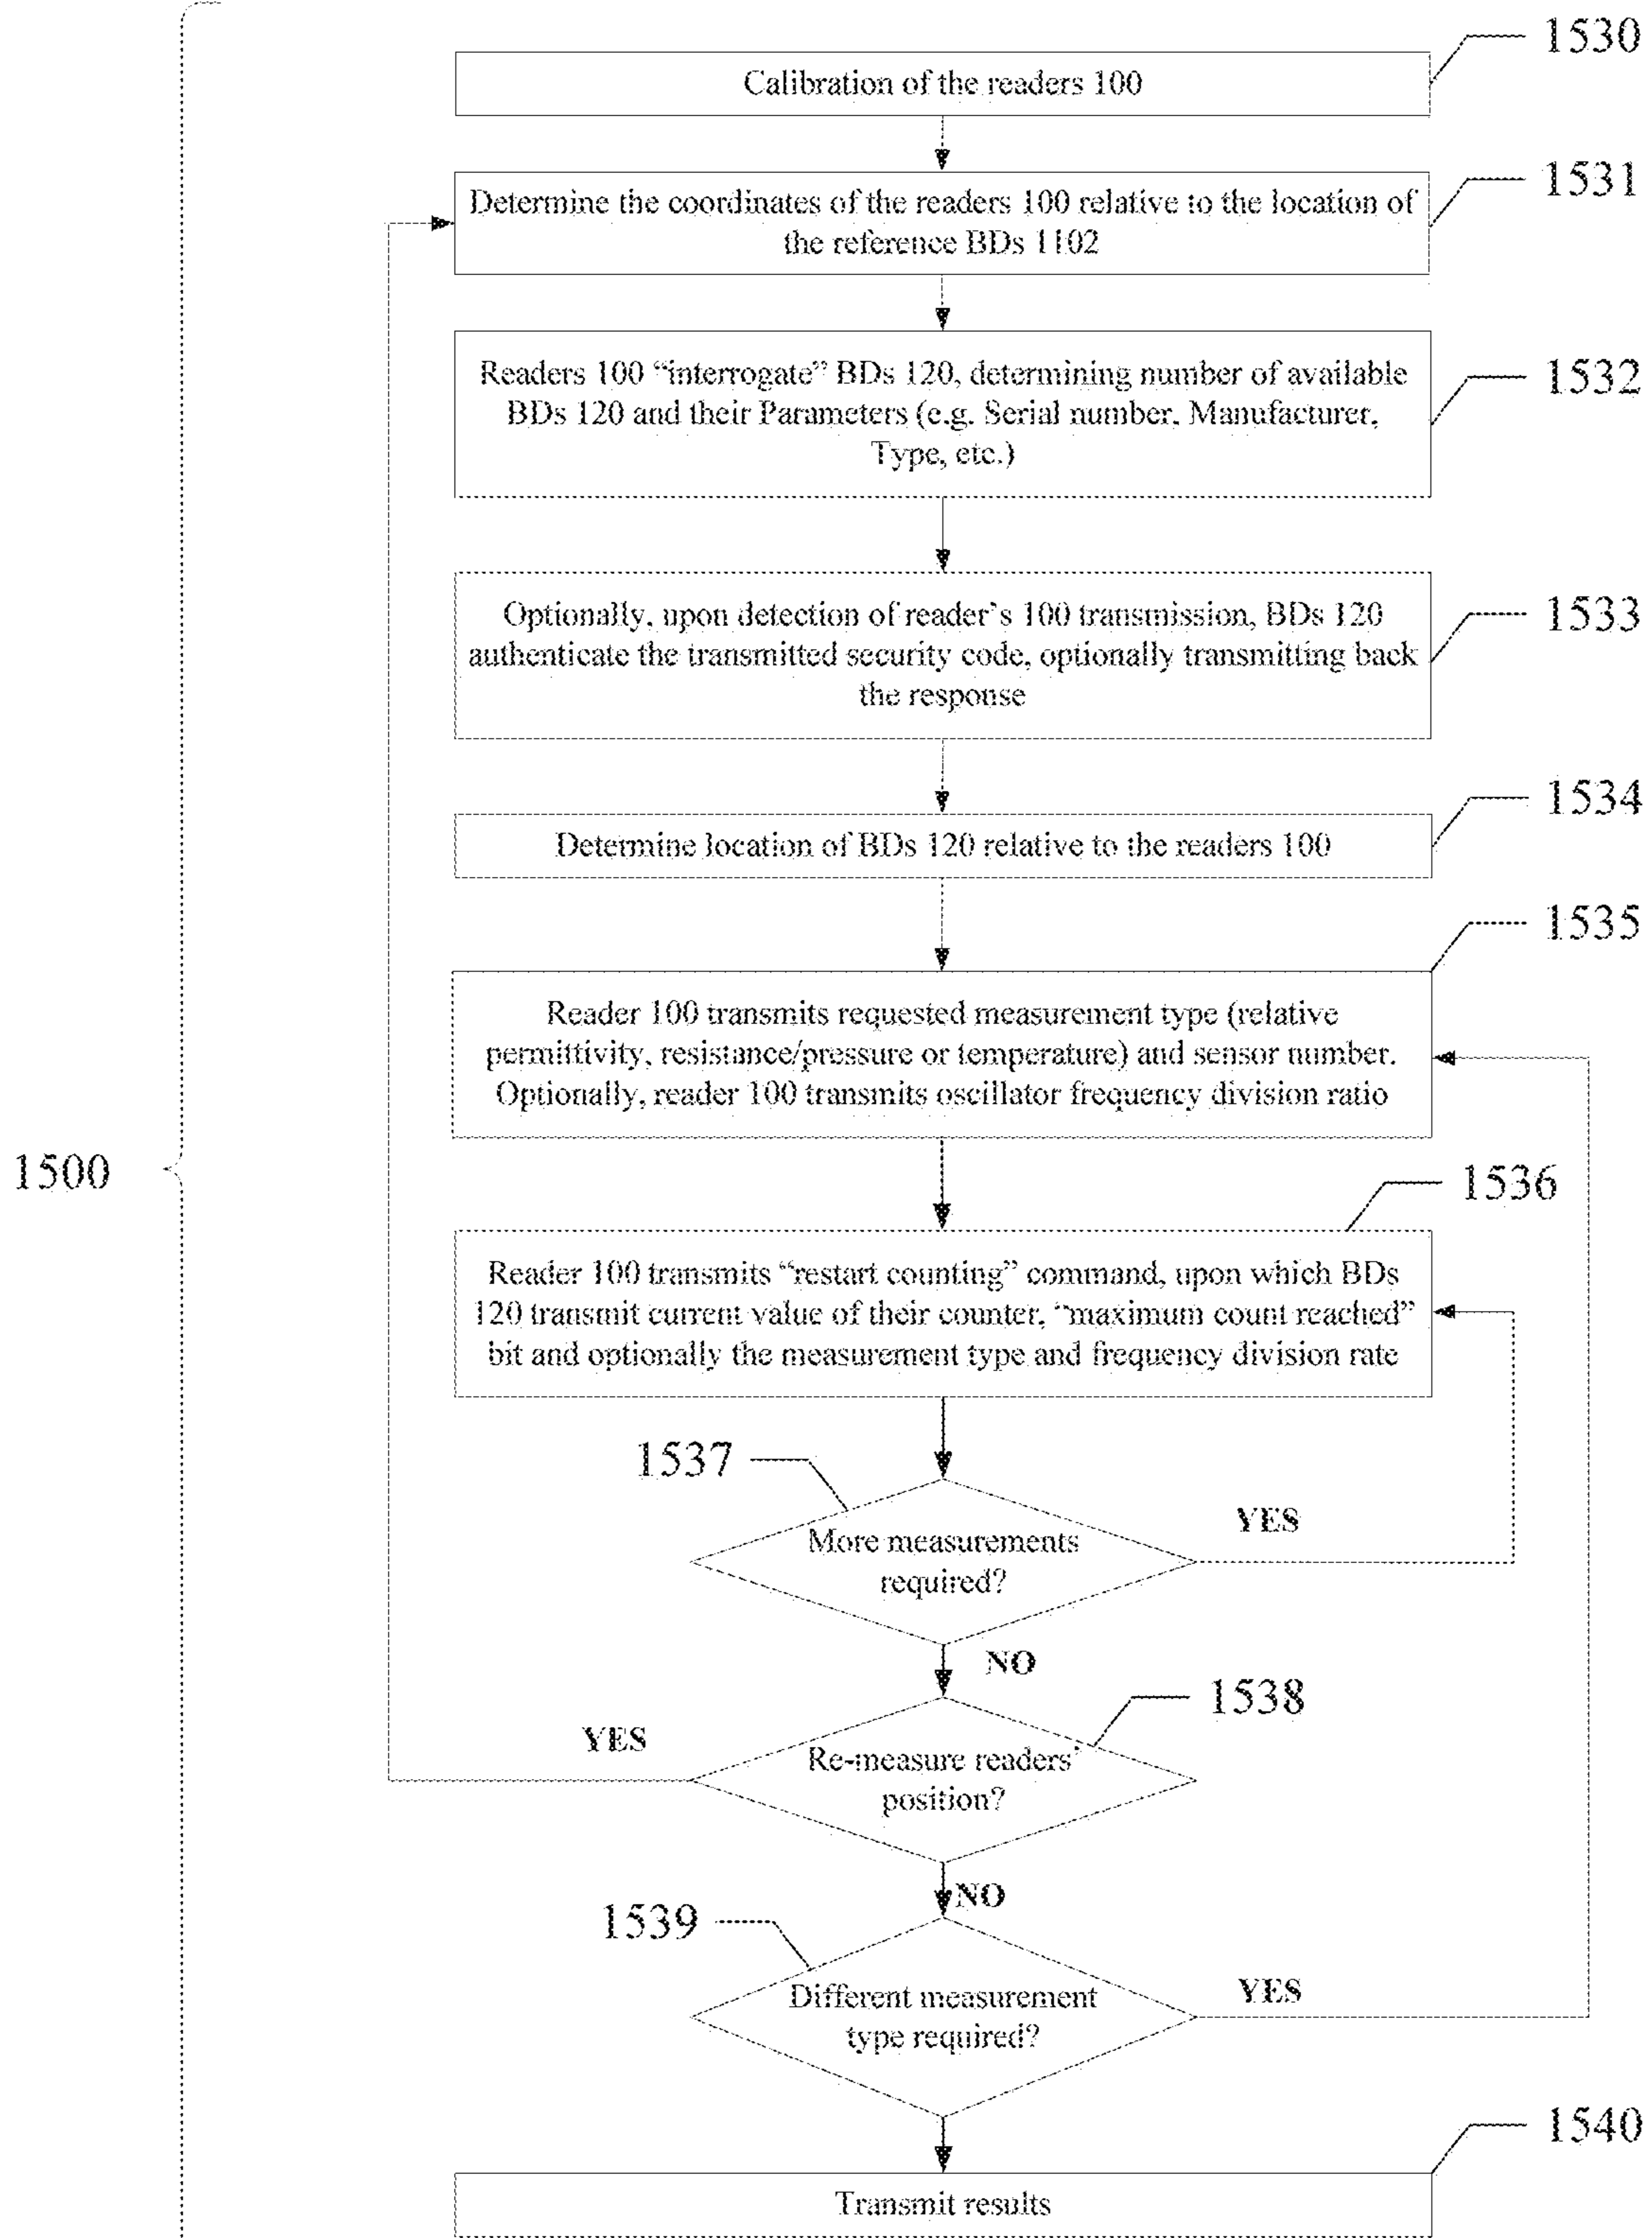 1530
Calibration of the readers 100
1531
Determine the coordinates of the readers 100 relative to the location of
the reference BDs 1102
1532
Readers 100 “interrogate” BDs 120, determining number of available
BDs 120 and their Parameters (e.g. Serial number, Manufacturer,
Type, etc.)
1533
Optionally, upon detection of reader’s 100 transmission, BDs 120
authenticate the transmitted security code, optionally transmitting back
the response
1534
Determine location of BDs 120 relative to the readers 100
1535
Reader 100 transmits requested measurement type (relative
permittivity, resistance/pressure or temperature) and sensor number.
Optionally, reader 100 transmits oscillator frequency division ratio
1500
1536
Reader 100 transmits “restart counting” command, upon which BDs
120 transmit current value of their counter, “maximum count reached”
bit and optionally the measurement type and frequency division rate
1537
More measurements
required?
YES
NO
1538
Re-measure readers’
position?
YES
NO
1539
Different measurement
type required?
YES
1540
Transmit results